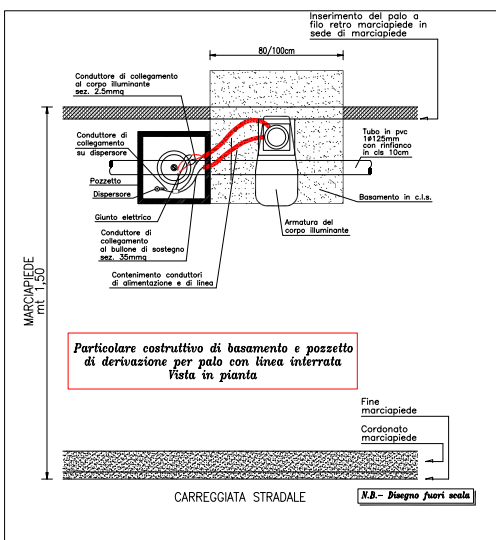 Inserimento del palo a
filo retro marciapiede in
sede di marciapiede
80/100cm
Conduttore di collegamento
al corpo illuminante
sez. 2.5mmq
Conduttore di
collegamento
su dispersore
Pozzetto
Dispersore
Giunto elettrico
Conduttore di
collegamento
al bullone di sostegno
sez. 35mmq
Contenimento conduttori
di alimentazione e di linea
Tubo in pvc
1ø125mm
con rinfianco
in cls 10cm
Basamento in c.l.s.
Armatura del
corpo illuminante
MARCIAPIEDE
mt 1,50
Particolare costruttivo di basamento e pozzetto
di derivazione per palo con linea interrata
Vista in pianta
Fine
marciapiede
Cordonato
marciapiede
CARREGGIATA STRADALE
N.B.- Disegno fuori scala